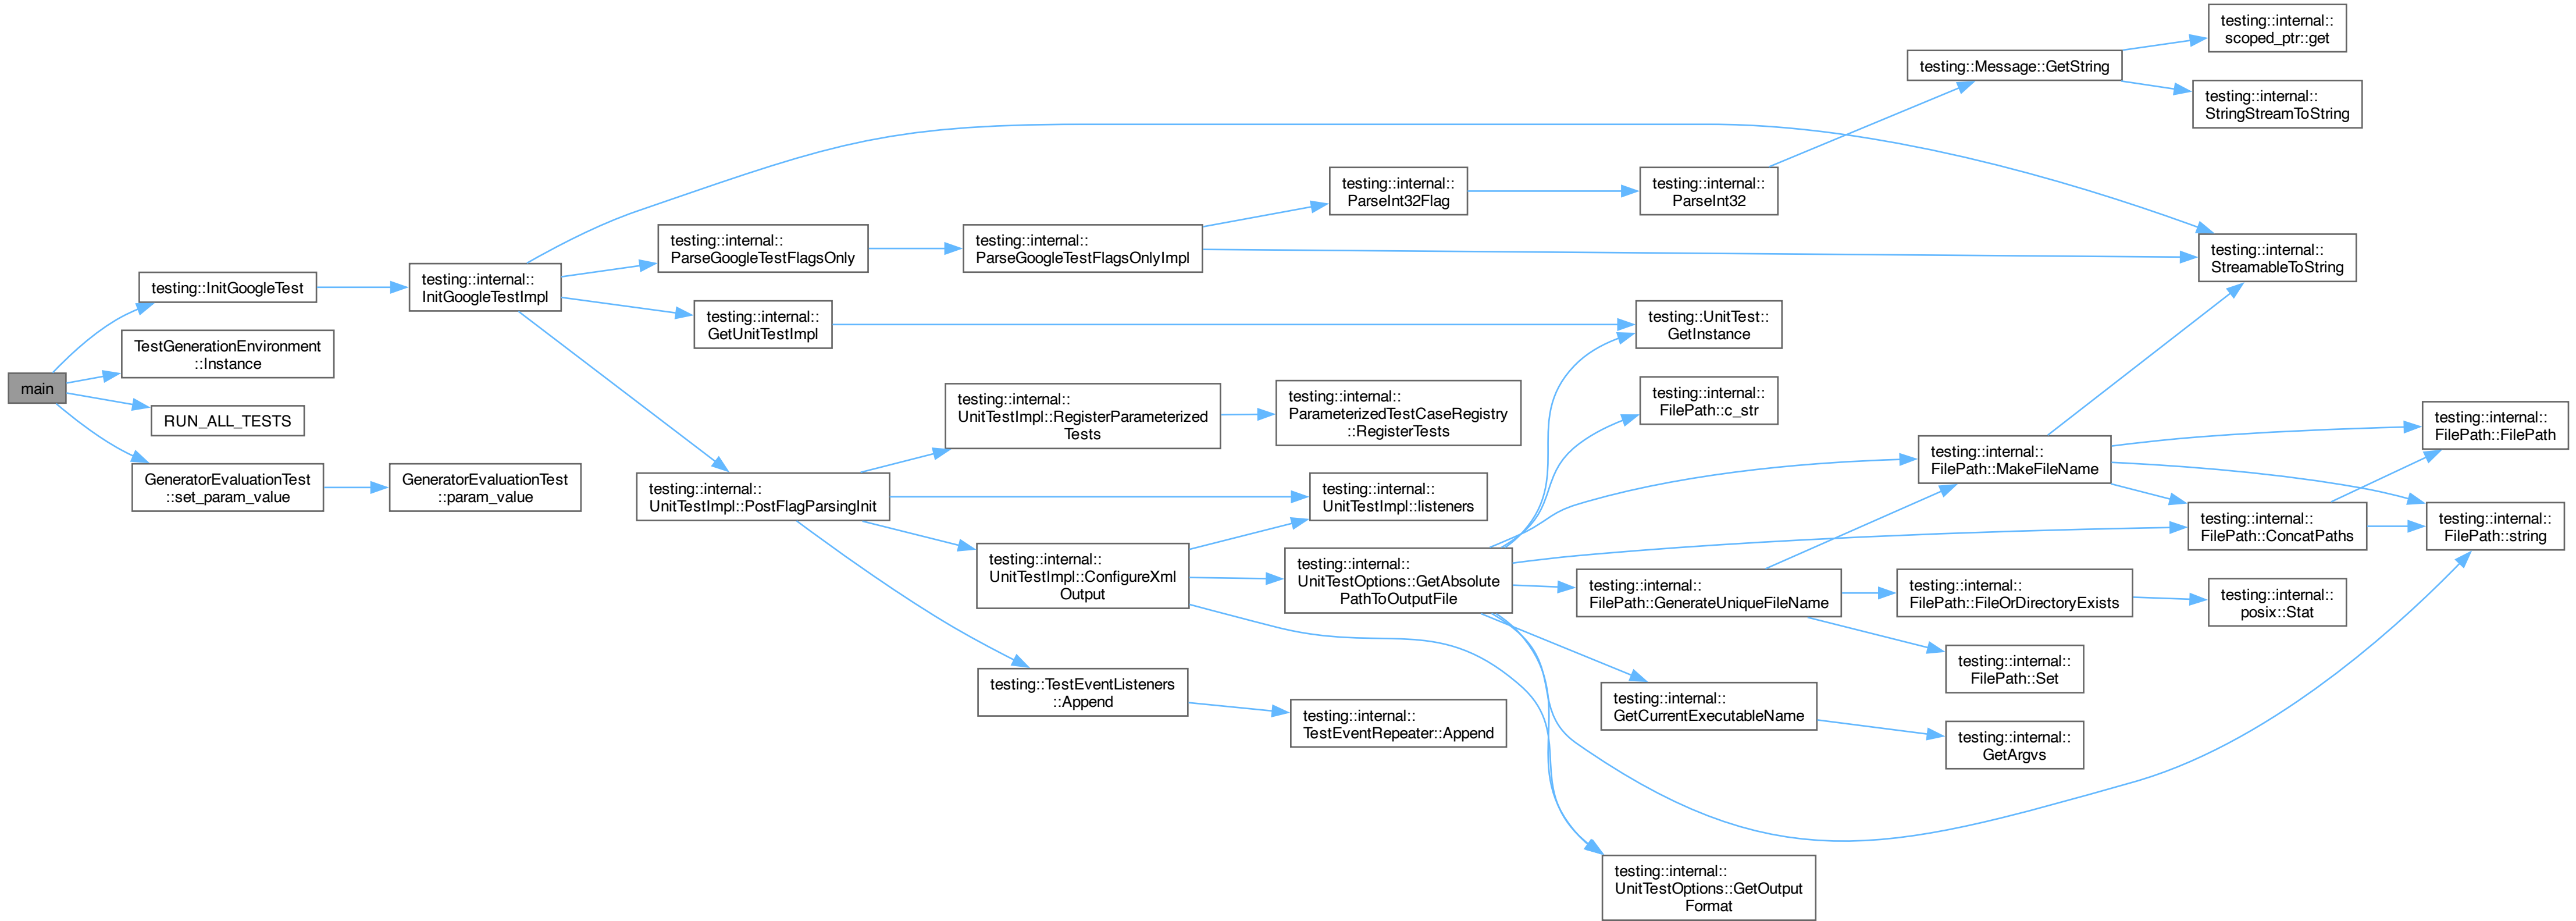 main
testing::InitGoogleTest
TestGenerationEnvironment
::Instance
RUN_ALL_TESTS
GeneratorEvaluationTest
::set_param_value
testing::internal::
InitGoogleTestImpl
GeneratorEvaluationTest
::param_value
testing::internal::
ParseGoogleTestFlagsOnly
testing::internal::
GetUnitTestImpl
testing::internal::
UnitTestImpl::PostFlagParsingInit
testing::internal::
ParseGoogleTestFlagsOnlyImpl
testing::internal::
UnitTestImpl::RegisterParameterized
Tests
testing::internal::
UnitTestImpl::ConfigureXml
Output
testing::TestEventListeners
::Append
testing::internal::
ParseInt32Flag
testing::internal::
ParameterizedTestCaseRegistry
::RegisterTests
testing::internal::
UnitTestImpl::listeners
testing::internal::
UnitTestOptions::GetAbsolute
PathToOutputFile
testing::internal::
TestEventRepeater::Append
testing::internal::
ParseInt32
testing::UnitTest::
GetInstance
testing::internal::
FilePath::c_str
testing::internal::
FilePath::GenerateUniqueFileName
testing::internal::
GetCurrentExecutableName
testing::internal::
UnitTestOptions::GetOutput
Format
testing::Message::GetString
testing::internal::
FilePath::MakeFileName
testing::internal::
FilePath::FileOrDirectoryExists
testing::internal::
FilePath::Set
testing::internal::
GetArgvs
testing::internal::
scoped_ptr::get
testing::internal::
StringStreamToString
testing::internal::
StreamableToString
testing::internal::
FilePath::ConcatPaths
testing::internal::
posix::Stat
testing::internal::
FilePath::FilePath
testing::internal::
FilePath::string